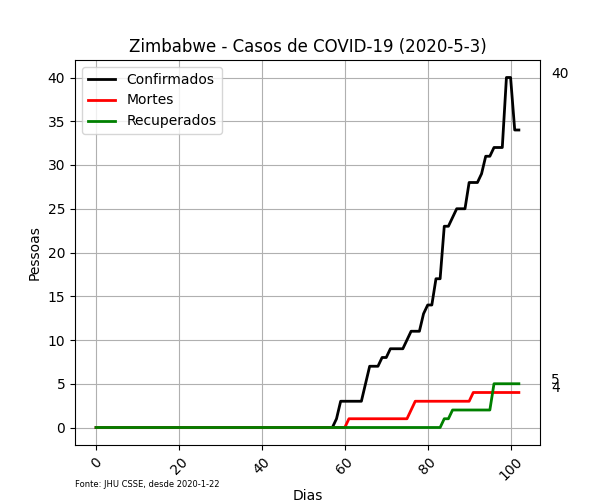 Zimbabwe - Casos de COVID-19 (2020-5-3)
Confirmados
Mortes
Recuperados
40
35
30
25
20
15
10
5
0
Pessoas
40
5
4
0
20
40
60
80
100
Fonte: JHU CSSE, desde 2020-1-22
Dias